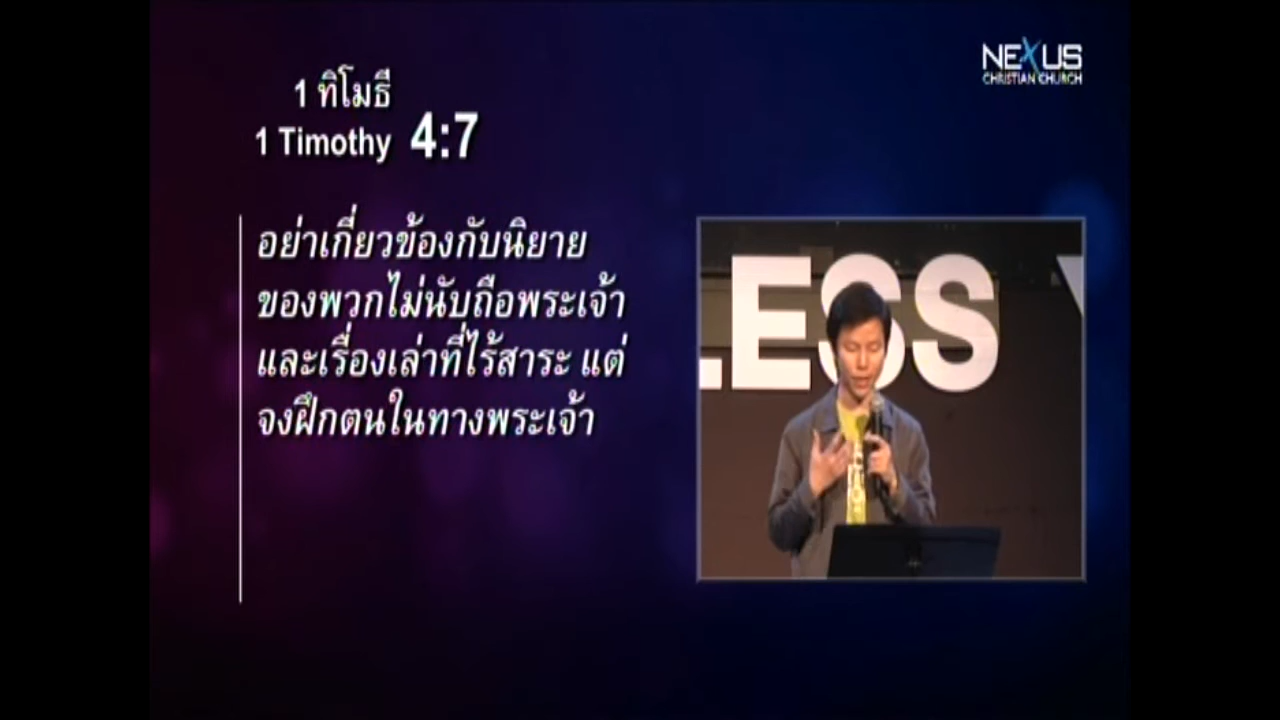 1 ทิโมธี
1 Timothy 4:7
NEXUS
CHRISTIAN CHURCH
อย่าเกี่ยวข้องกับนิยาย
ของพวกไม่นับถือพระเจ้า
และเรื่องเล่าที่ไร้สาระ แต่
จงฝึกตนในทางพระเจ้า
LESS